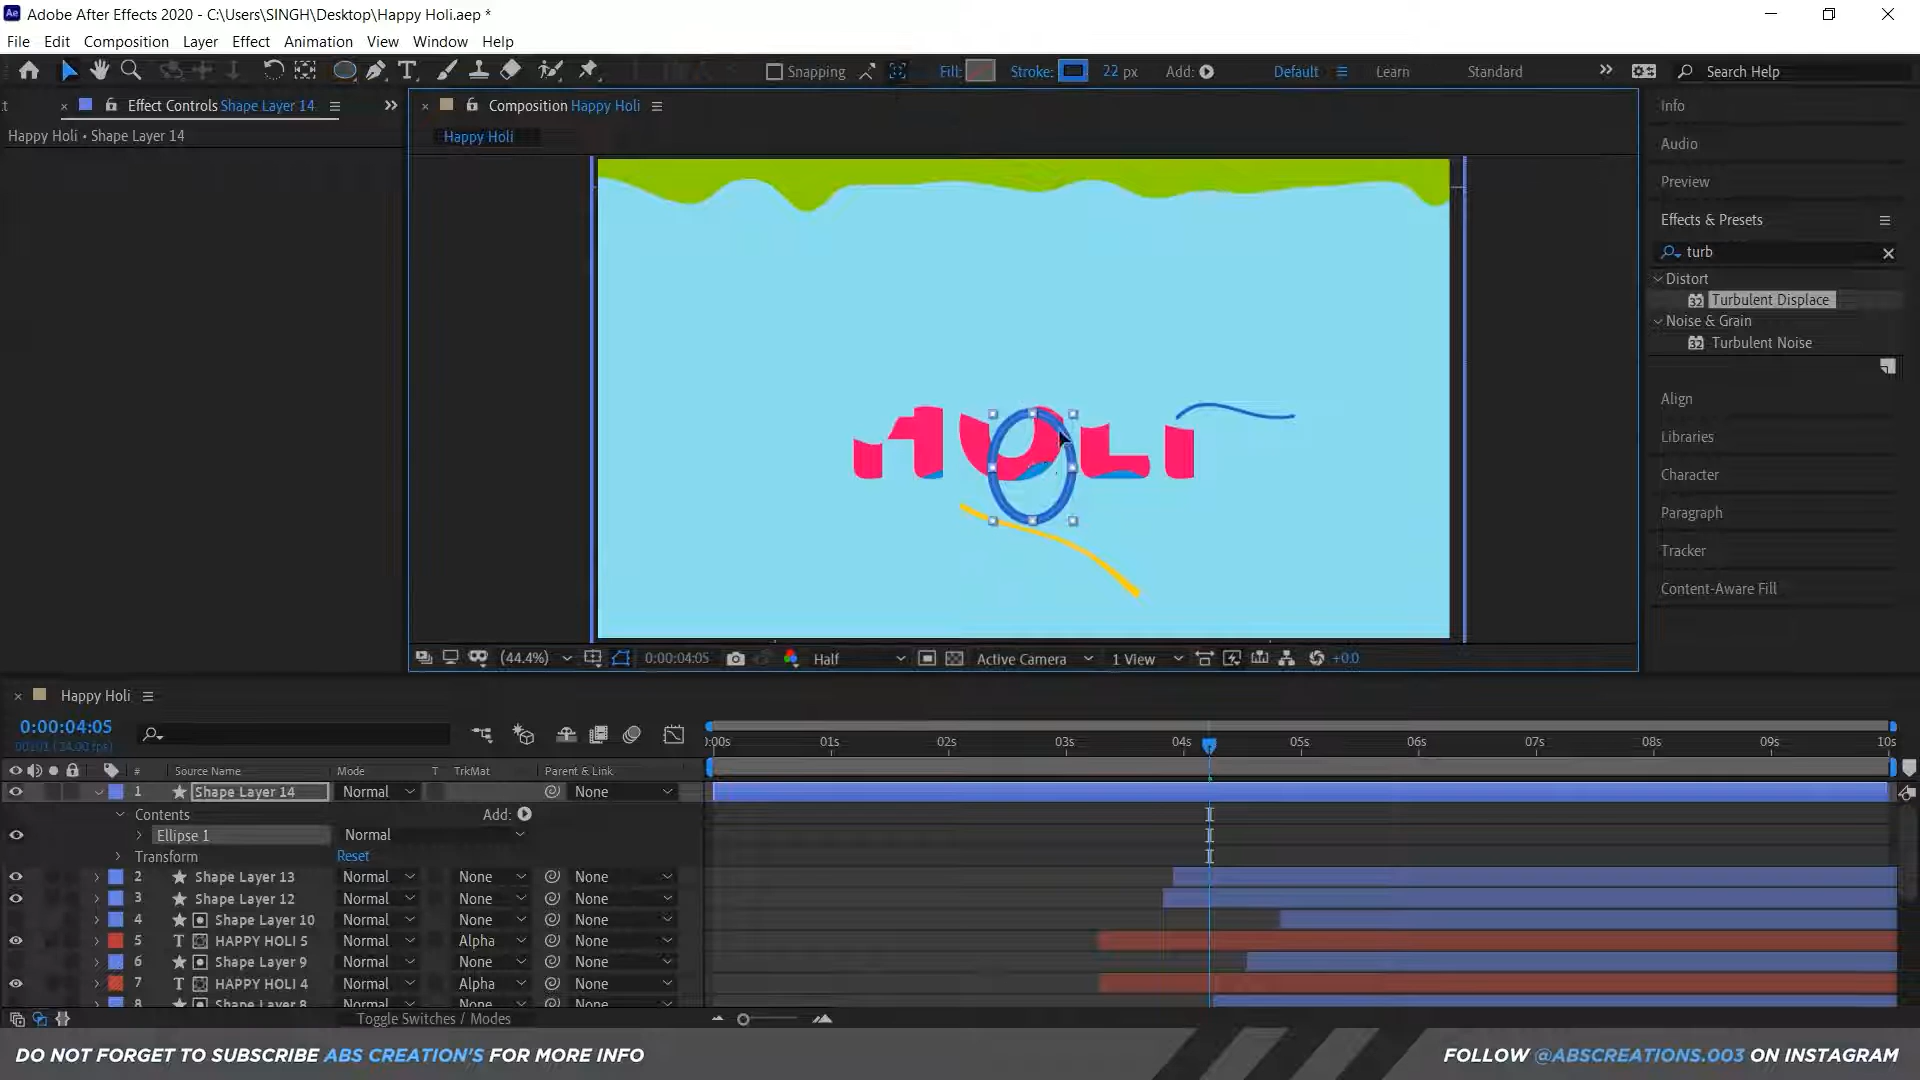 Adobe After Effects 2020 - C:\Users\SINGH\Desktop\Happy Holi.aep *
File Edit Composition Layer Effect Animation View Window Help
Snapping Fill: Stroke: 22 px Add: Default Learn Standard Search Help
Effect Controls Shape Layer 14
Happy Holi • Shape Layer 14
Composition Happy Holi
Happy Holi
HOLI
(44.4%) 0:00:04:05 Half Active Camera 1 View +0.0
Info
Audio
Preview
Effects & Presets
turb
Distort
32 Turbulent Displace
Noise & Grain
32 Turbulent Noise
Align
Libraries
Character
Paragraph
Tracker
Content-Aware Fill
Happy Holi
0:00:04:05
:00s 01s 02s 03s 04s 05s 06s 07s 08s 09s 10s
# Source Name Mode T TrkMat Parent & Link
1 Shape Layer 14 Normal None
Contents Add:
Ellipse 1 Normal
Transform Reset
2 Shape Layer 13 Normal None None
3 Shape Layer 12 Normal None None
4 Shape Layer 10 Normal None None
5 T HAPPY HOLI 5 Normal Alpha None
6 Shape Layer 9 Normal None None
7 T HAPPY HOLI 4 Normal Alpha None
8 Shape Layer 8 Normal None None
Toggle Switches / Modes
DO NOT FORGET TO SUBSCRIBE ABS CREATION'S FOR MORE INFO
FOLLOW @ABSCREATIONS.003 ON INSTAGRAM